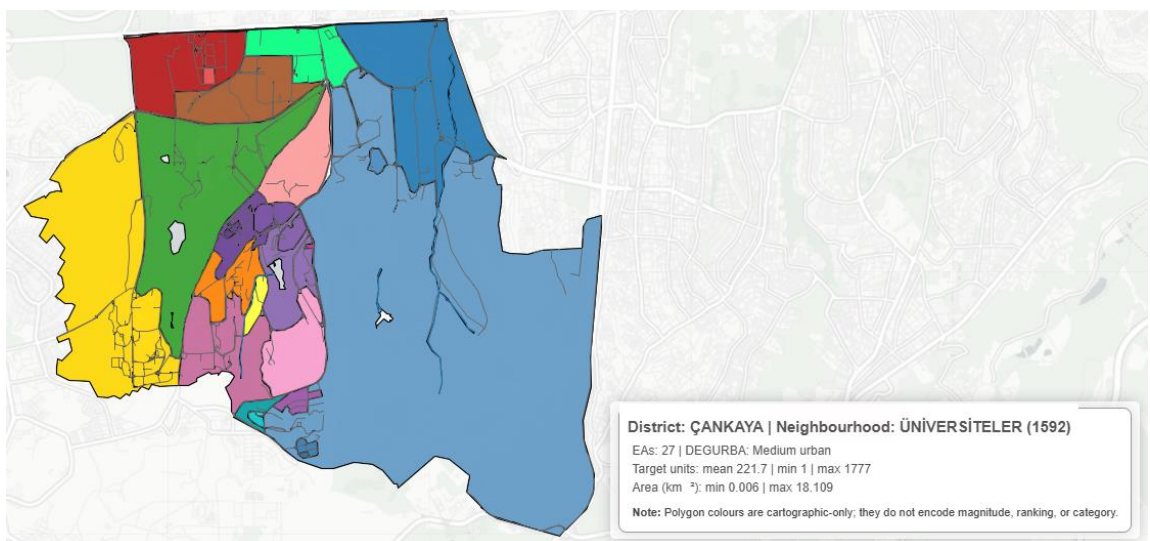 District: ÇANKAYA | Neighbourhood: ÜNİVERSİTELER (1592)
EAs: 27 | DEGURBA: Medium urban
Target units: mean 221.7 | min 1 | max 1777
Area (km ²): min 0.006 | max 18.109
Note: Polygon colours are cartographic-only; they do not encode magnitude, ranking, or category.